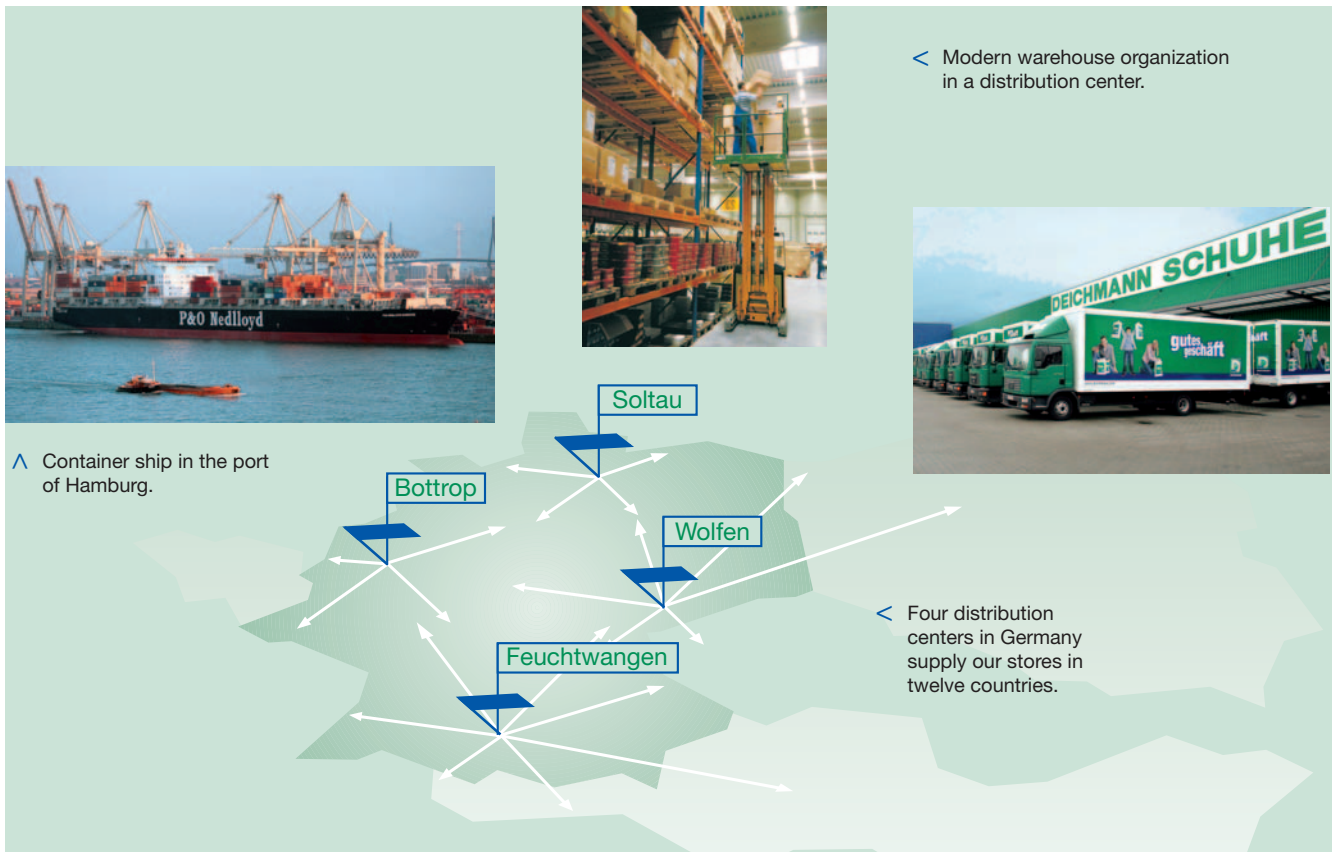 < Modern warehouse organization
in a distribution center.
P&O Nedlloyd
DEICHMANN SCHUHE
gutes
geschäft
Soltau
^ Container ship in the port
of Hamburg.
Bottrop
Wolfen
< Four distribution
centers in Germany
supply our stores in
twelve countries.
Feuchtwangen